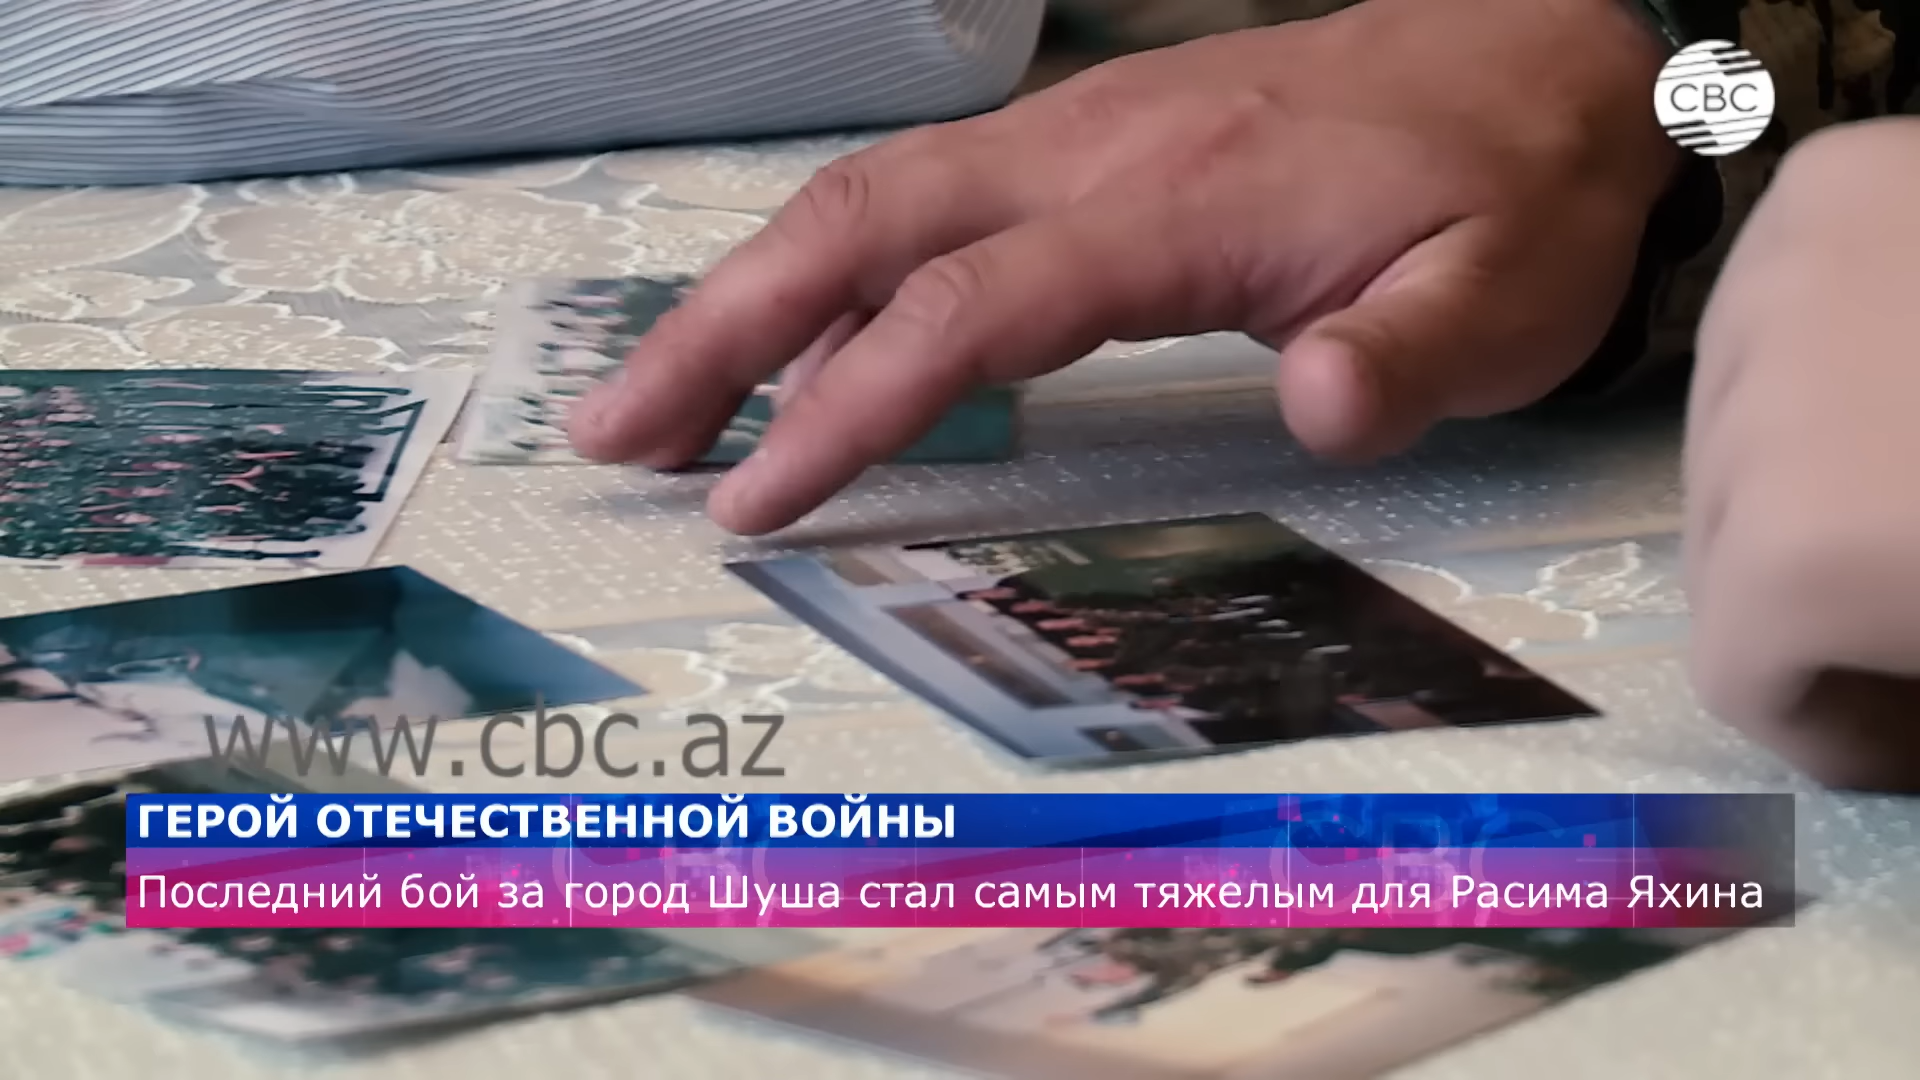 CBC
www.cbc.az
ГЕРОЙ ОТЕЧЕСТВЕННОЙ ВОЙНЫ
Последний бой за город Шуша стал самым тяжелым для Расима Яхина